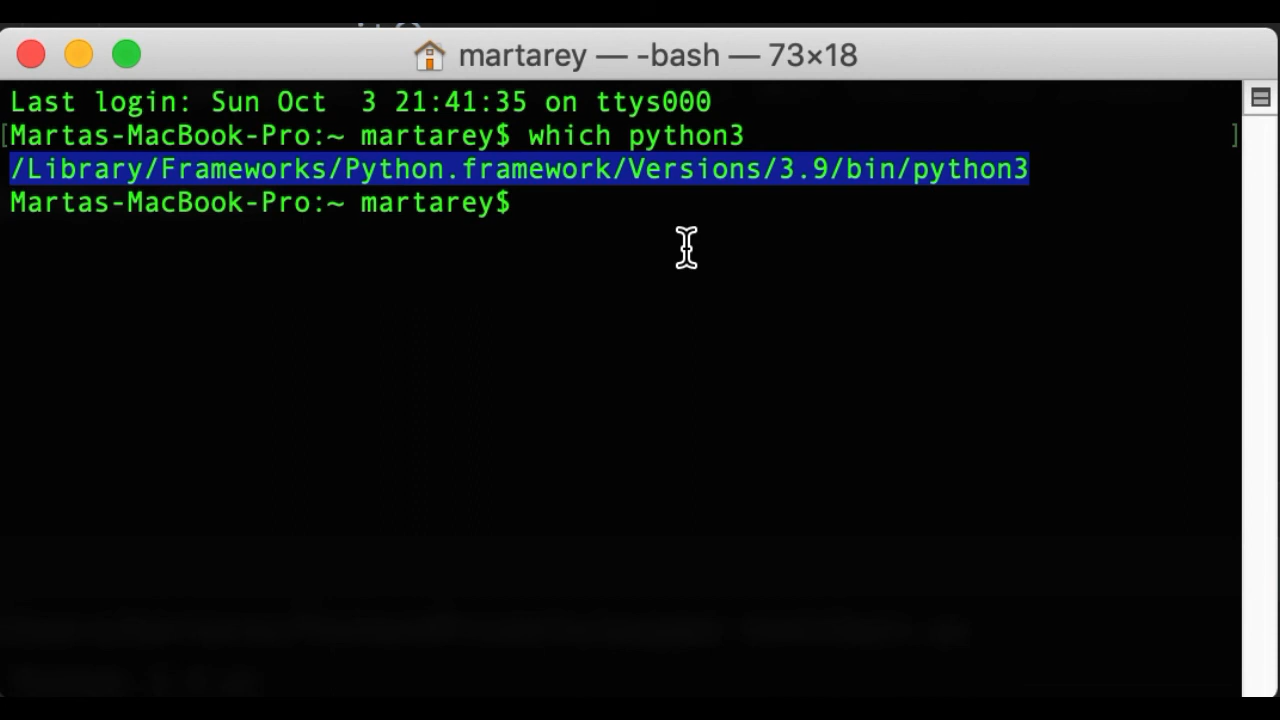 martarey — -bash — 73×18
Last login: Sun Oct  3 21:41:35 on ttys000
[Martas-MacBook-Pro:~ martarey$ which python3 ]
/Library/Frameworks/Python.framework/Versions/3.9/bin/python3
Martas-MacBook-Pro:~ martarey$